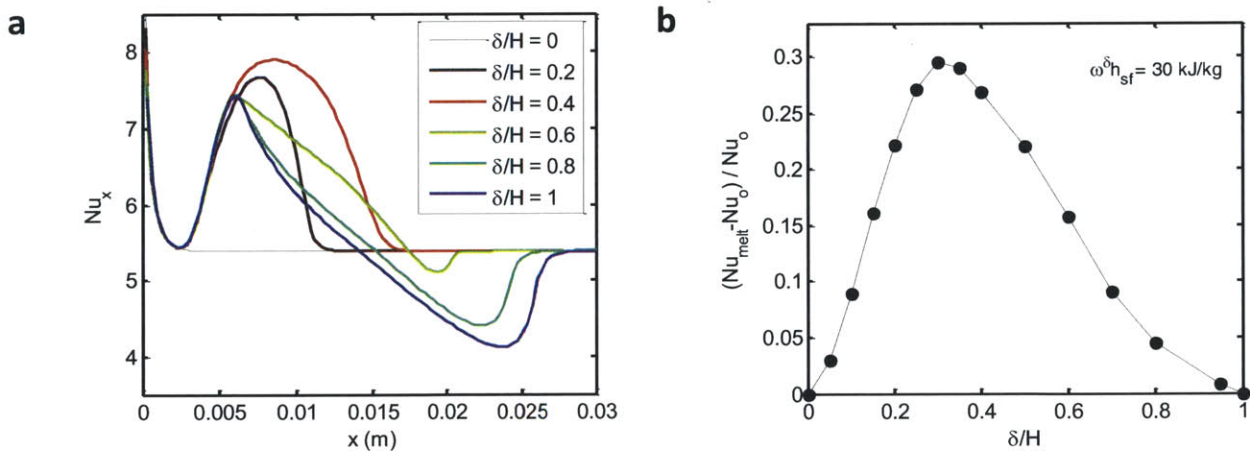 a
8
7
6
5
4
Nu_x
0
0.005
0.01
0.015
0.02
0.025
0.03
x (m)
δ/H = 0
δ/H = 0.2
δ/H = 0.4
δ/H = 0.6
δ/H = 0.8
δ/H = 1
b
0.3
0.25
0.2
0.15
0.1
0.05
0
(Nu_melt-Nu_o) / Nu_o
ω^δh_sf= 30 kJ/kg
0
0.2
0.4
0.6
0.8
1
δ/H